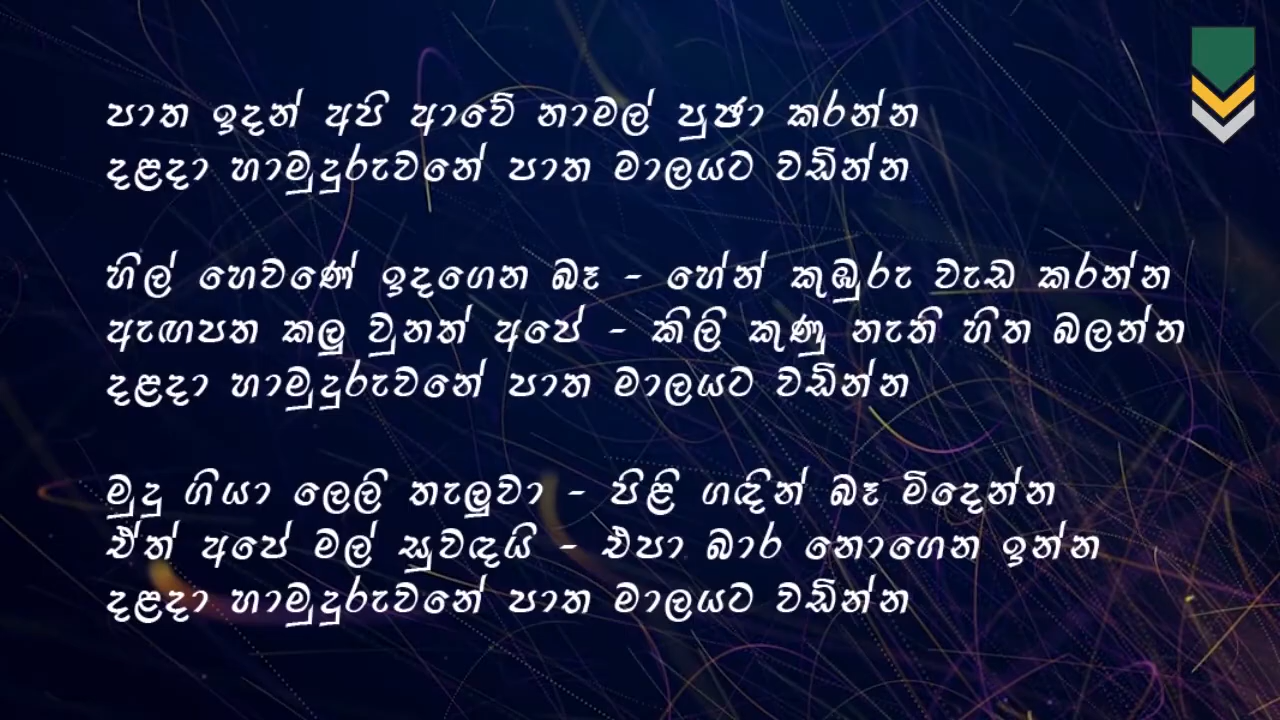 පාත ඉදන් අපි ආවේ නාමල් පුජා කරන්න
දළදා හාමුදුරුවනේ පාත මාලයට වඩින්න
හිල් හෙවණේ ඉදගෙන බෑ - හේන් කුඹුරු වැඩ කරන්න
ඇඟපත කලු වුනත් අපේ - කිලි කුණු නැති හිත බලන්න
දළදා හාමුදුරුවනේ පාත මාලයට වඩින්න
මුදු ගියා ලෙලි තැලුවා - පිළි ගඳින් බෑ මිදෙන්න
ඒත් අපේ මල් සුවඳයි - එපා බාර නොගෙන ඉන්න
දළදා හාමුදුරුවනේ පාත මාලයට වඩින්න